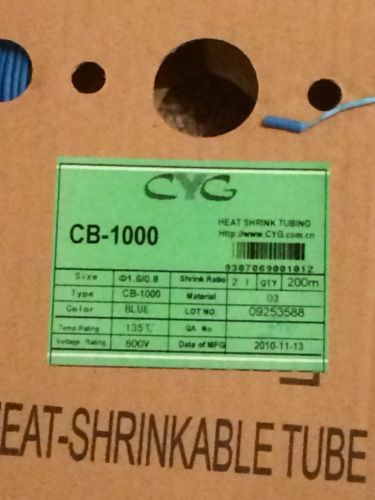 CYG
CB-1000
HEAT SHRINK TUBING
Http://www.CYG.com.cn
9307069001012
Size Φ1.6/0.8 Shrink Ratio 2 1 QTY 200m
Type CB-1000 Material 03
Color BLUE LOT NO 09253588
Temp.Rating 135℃ QA No
Voltage Rating 600V Date of MFG 2010-11-13
HEAT-SHRINKABLE TUBE